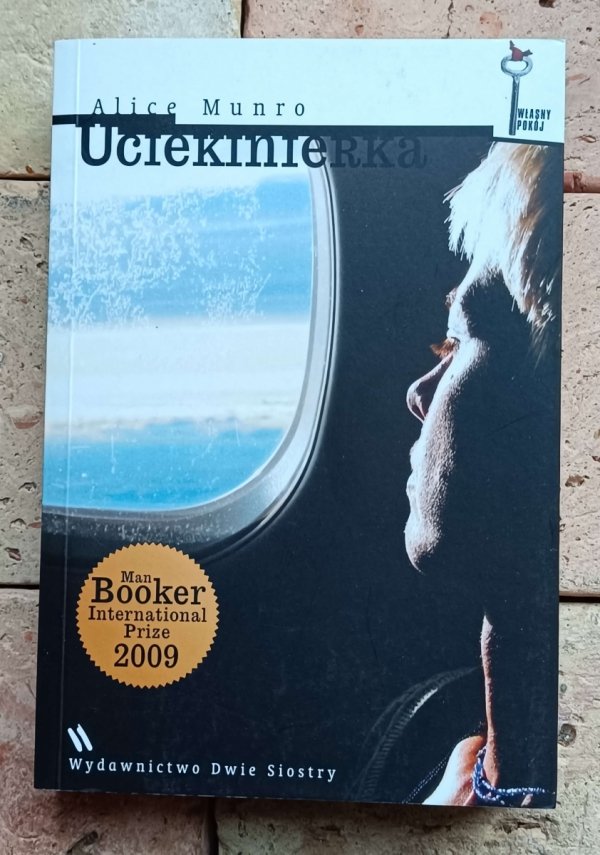 Alice Munro
Uciekinierka
WŁASNY
POKÓJ
Man
Booker
International
Prize
2009
Wydawnictwo Dwie Siostry